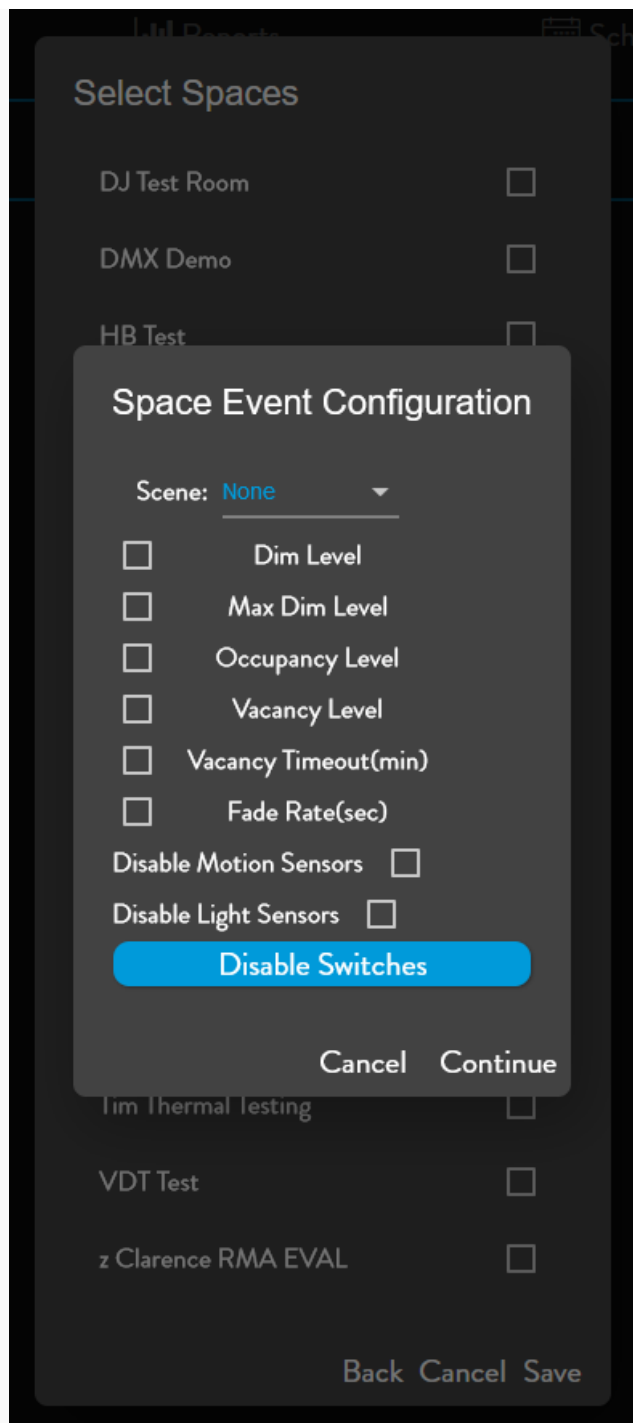 Reports Sch
Select Spaces
DJ Test Room
DMX Demo
HB Test
Space Event Configuration
Scene: None
Dim Level
Max Dim Level
Occupancy Level
Vacancy Level
Vacancy Timeout(min)
Fade Rate(sec)
Disable Motion Sensors
Disable Light Sensors
Disable Switches
Cancel Continue
Tim Thermal Testing
VDT Test
z Clarence RMA EVAL
Back Cancel Save